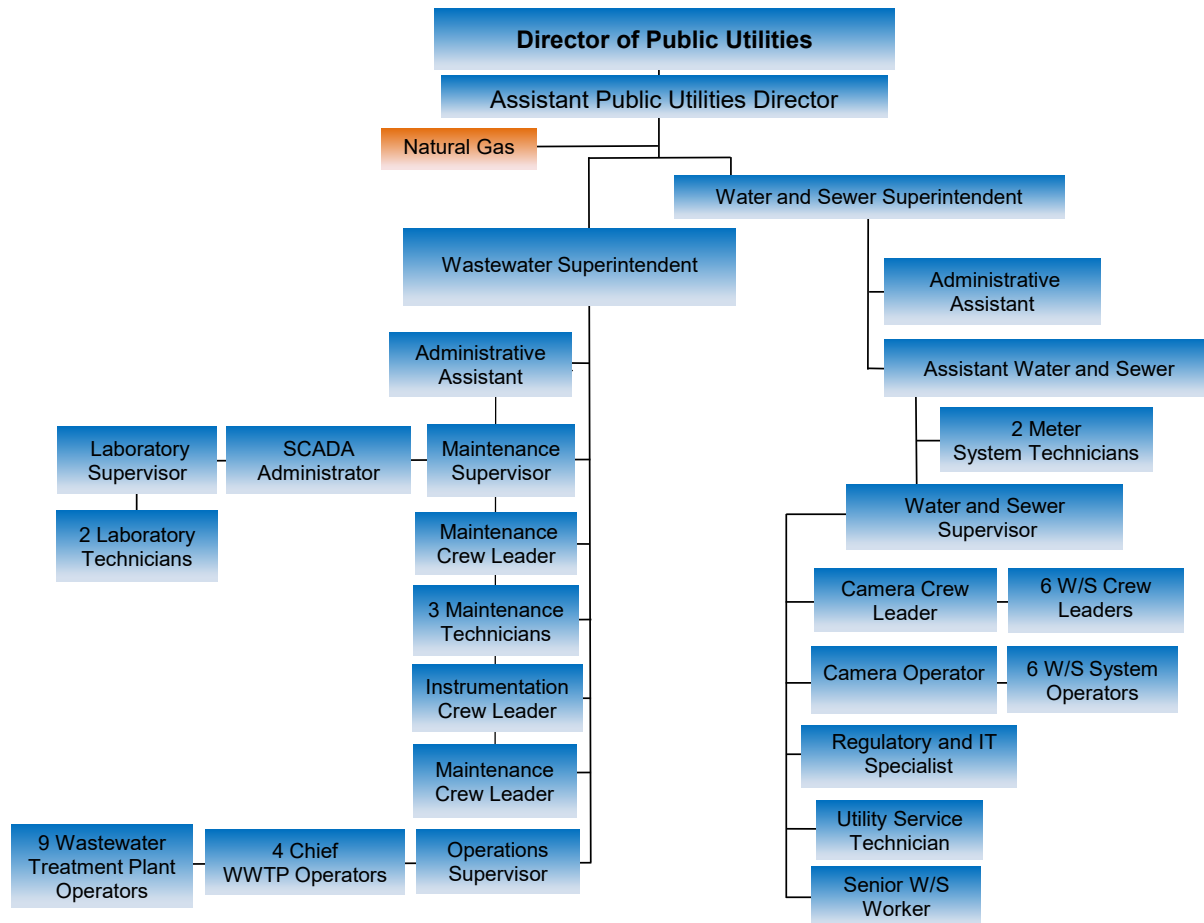 Director of Public Utilities
Assistant Public Utilities Director
Natural Gas
Water and Sewer Superintendent
Wastewater Superintendent
Administrative
Assistant
Administrative
Assistant
Assistant Water and Sewer
Laboratory
Supervisor
SCADA
Administrator
Maintenance
Supervisor
2 Meter
System Technicians
2 Laboratory
Technicians
Maintenance
Crew Leader
Water and Sewer
Supervisor
3 Maintenance
Technicians
Camera Crew
Leader
6 W/S Crew
Leaders
Instrumentation
Crew Leader
Camera Operator
6 W/S System
Operators
Maintenance
Crew Leader
Regulatory and IT
Specialist
9 Wastewater
Treatment Plant
Operators
4 Chief
WWTP Operators
Operations
Supervisor
Utility Service
Technician
Senior W/S
Worker